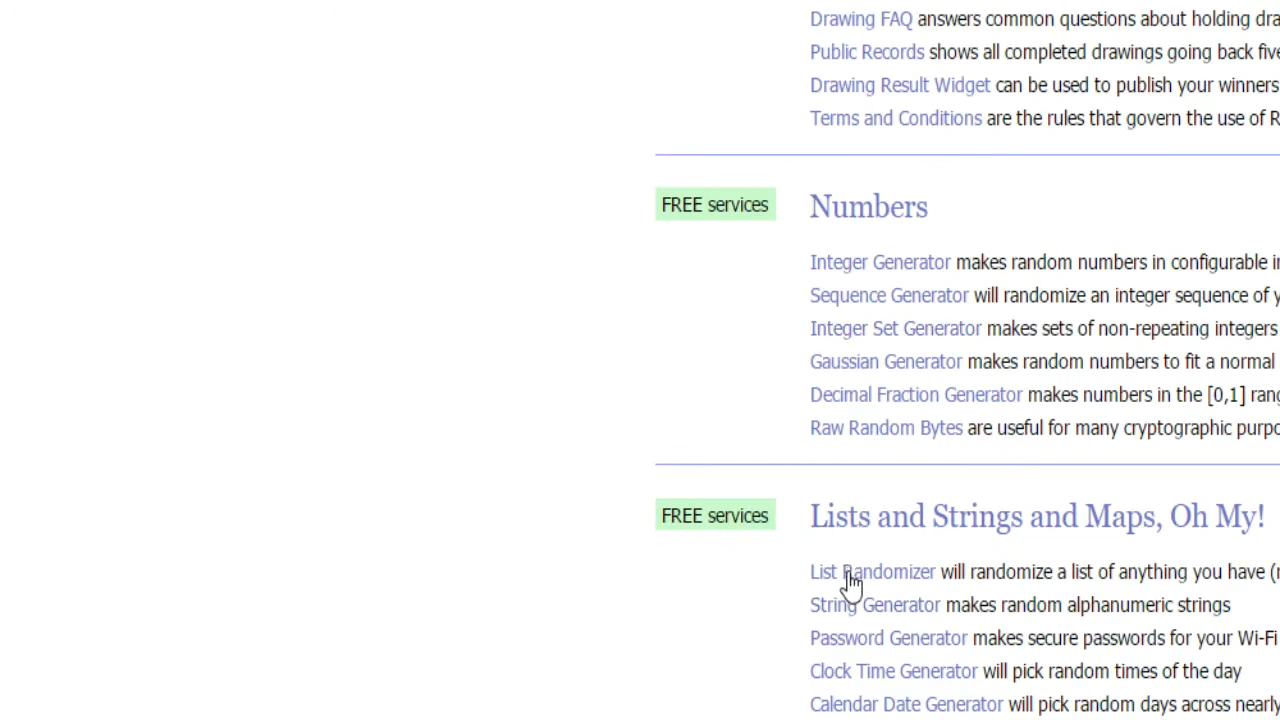 Drawing FAQ answers common questions about holding dra
Public Records shows all completed drawings going back five
Drawing Result Widget can be used to publish your winners
Terms and Conditions are the rules that govern the use of R
FREE services
Numbers
Integer Generator makes random numbers in configurable in
Sequence Generator will randomize an integer sequence of y
Integer Set Generator makes sets of non-repeating integers
Gaussian Generator makes random numbers to fit a normal
Decimal Fraction Generator makes numbers in the [0,1] rang
Raw Random Bytes are useful for many cryptographic purpo
FREE services
Lists and Strings and Maps, Oh My!
List Randomizer will randomize a list of anything you have (n
String Generator makes random alphanumeric strings
Password Generator makes secure passwords for your Wi-Fi
Clock Time Generator will pick random times of the day
Calendar Date Generator will pick random days across nearly